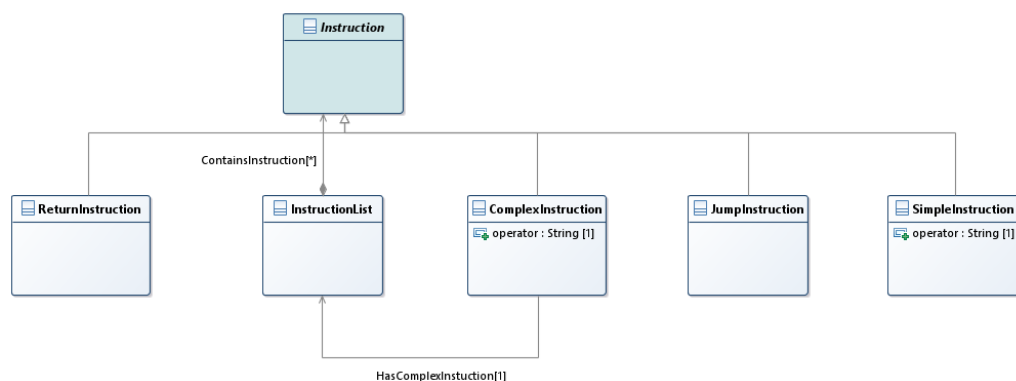 Instruction
ContainsInstruction[*]
ReturnInstruction
InstructionList
ComplexInstruction
operator : String [1]
JumpInstruction
SimpleInstruction
operator : String [1]
HasComplexInstuction[1]